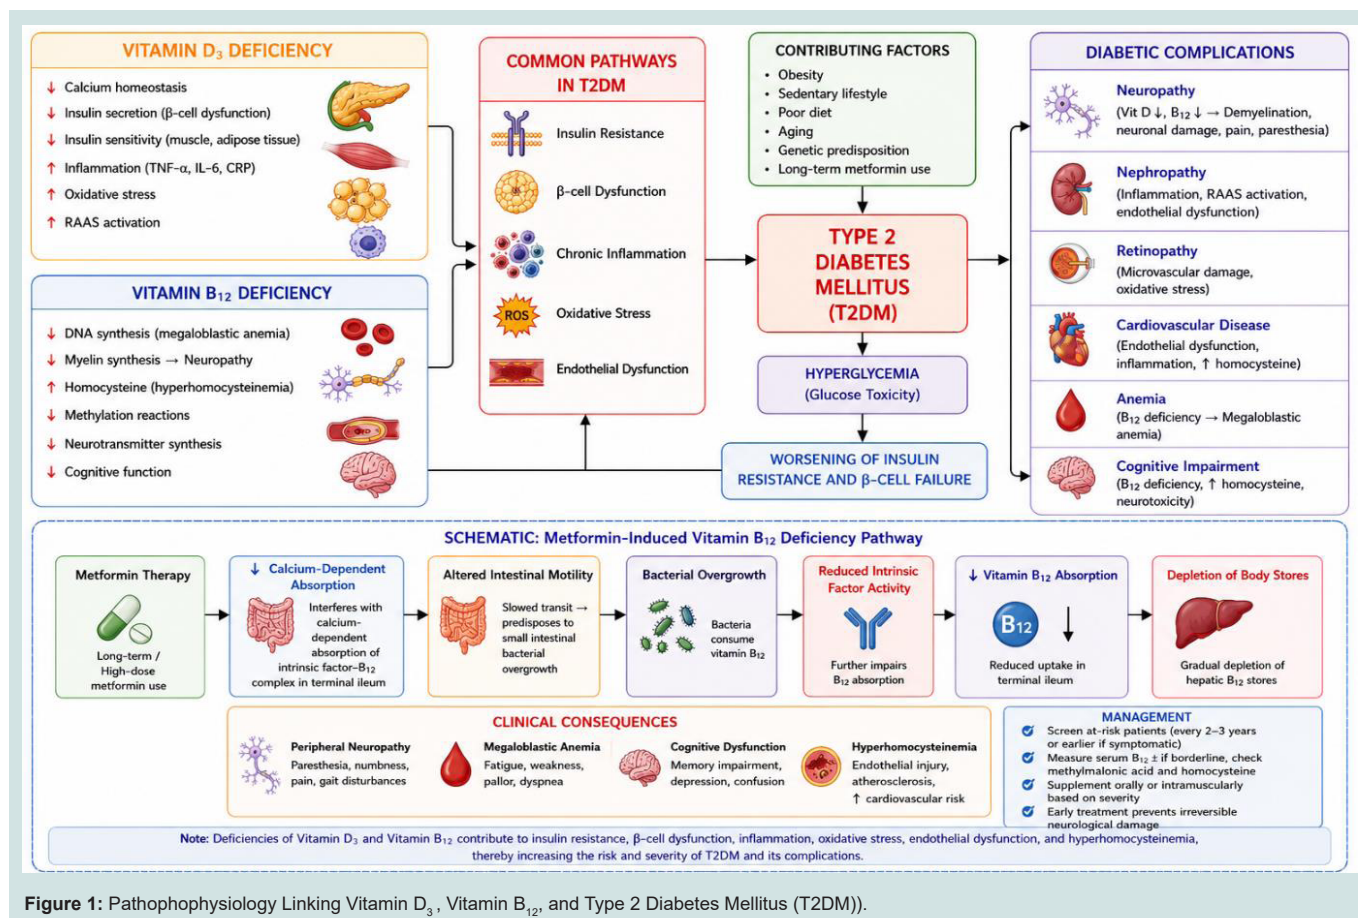 VITAMIN D₃ DEFICIENCY
↓ Calcium homeostasis
↓ Insulin secretion (β-cell dysfunction)
↓ Insulin sensitivity (muscle, adipose tissue)
↑ Inflammation (TNF-α, IL-6, CRP)
↑ Oxidative stress
↑ RAAS activation
VITAMIN B₁₂ DEFICIENCY
↓ DNA synthesis (megaloblastic anemia)
↓ Myelin synthesis → Neuropathy
↑ Homocysteine (hyperhomocysteinemia)
↓ Methylation reactions
↓ Neurotransmitter synthesis
↓ Cognitive function
COMMON PATHWAYS
IN T2DM
Insulin Resistance
β-cell Dysfunction
Chronic Inflammation
ROS
Oxidative Stress
Endothelial Dysfunction
CONTRIBUTING FACTORS
• Obesity
• Sedentary lifestyle
• Poor diet
• Aging
• Genetic predisposition
• Long-term metformin use
TYPE 2
DIABETES
MELLITUS
(T2DM)
HYPERGLYCEMIA
(Glucose Toxicity)
WORSENING OF INSULIN
RESISTANCE AND β-CELL FAILURE
DIABETIC COMPLICATIONS
Neuropathy
(Vit D ↓, B₁₂ ↓ → Demyelination,
neuronal damage, pain, paresthesia)
Nephropathy
(Inflammation, RAAS activation,
endothelial dysfunction)
Retinopathy
(Microvascular damage,
oxidative stress)
Cardiovascular Disease
(Endothelial dysfunction,
inflammation, ↑ homocysteine)
Anemia
(B₁₂ deficiency → Megaloblastic
anemia)
Cognitive Impairment
(B₁₂ deficiency, ↑ homocysteine,
neurotoxicity)
SCHEMATIC: Metformin-Induced Vitamin B₁₂ Deficiency Pathway
Metformin Therapy
Long-term /
High-dose
metformin use
↓ Calcium-Dependent
Absorption
Interferes with
calcium-
dependent
absorption of
intrinsic factor–B₁₂
complex in terminal ileum
Altered Intestinal Motility
Slowed transit →
predisposes to
small intestinal
bacterial
overgrowth
Bacterial Overgrowth
Bacteria
consume
vitamin B₁₂
Reduced Intrinsic
Factor Activity
Further impairs
B₁₂ absorption
↓ Vitamin B₁₂ Absorption
B₁₂
Reduced uptake in
terminal ileum
Depletion of Body Stores
Gradual depletion of
hepatic B₁₂ stores
CLINICAL CONSEQUENCES
Peripheral Neuropathy
Paresthesia, numbness,
pain, gait disturbances
Megaloblastic Anemia
Fatigue, weakness,
pallor, dyspnea
Cognitive Dysfunction
Memory impairment,
depression, confusion
Hyperhomocysteinemia
Endothelial injury,
atherosclerosis,
↑ cardiovascular risk
MANAGEMENT
Screen at-risk patients (every 2–3 years
or earlier if symptomatic)
Measure serum B₁₂ ± if borderline, check
methylmalonic acid and homocysteine
Supplement orally or intramuscularly
based on severity
Early treatment prevents irreversible
neurological damage
Note: Deficiencies of Vitamin D₃ and Vitamin B₁₂ contribute to insulin resistance, β-cell dysfunction, inflammation, oxidative stress, endothelial dysfunction, and hyperhomocysteinemia,
thereby increasing the risk and severity of T2DM and its complications.
Figure 1: Pathophophysiology Linking Vitamin D₃ , Vitamin B₁₂, and Type 2 Diabetes Mellitus (T2DM)).